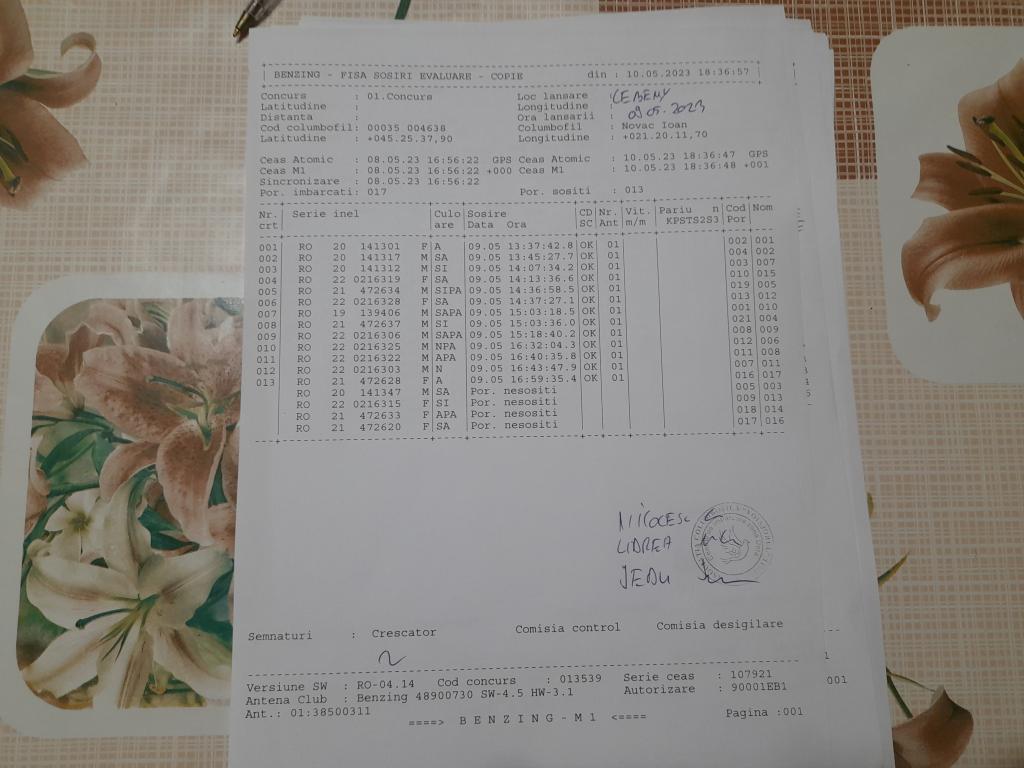 BENZING - FISA SOSIRI EVALUARE - COPIE din : 10.05.2023 18:36:57
Concurs : 01.Concurs Loc lansare : LEBENY
Latitudine : Longitudine :
Distanta : Ora lansarii : 09.05.2023
Cod columbofil: 00035 004638 Columbofil : Novac Ioan
Latitudine : +045.25.37,90 Longitudine : +021.20.11,70
Ceas Atomic : 08.05.23 16:56:22 GPS Ceas Atomic : 10.05.23 18:36:47 GPS
Ceas M1 : 08.05.23 16:56:22 +000 Ceas M1 : 10.05.23 18:36:48 +001
Sincronizare : 08.05.23 16:56:22
Por. imbarcati: 017 Por. sositi : 013
Nr. Serie inel Culo Sosire CD Nr. Vit. Pariu n Cod Nom
crt are Data Ora SC Ant m/m KPSTS2S3 Por
001 RO 20 141301 F A 09.05 13:37:42.8 OK 01 002 001
002 RO 20 141317 M SA 09.05 13:45:27.7 OK 01 004 002
003 RO 20 141312 M SI 09.05 14:07:34.2 OK 01 003 007
004 RO 22 0216319 F SA 09.05 14:13:36.6 OK 01 010 015
005 RO 21 472634 M SIPA 09.05 14:36:58.5 OK 01 019 005
006 RO 22 0216328 F SA 09.05 14:37:27.1 OK 01 013 012
007 RO 19 139406 M SAPA 09.05 15:03:18.5 OK 01 001 010
008 RO 21 472637 M SI 09.05 15:03:36.0 OK 01 021 004
009 RO 22 0216306 M SAPA 09.05 15:18:40.2 OK 01 008 009
010 RO 22 0216325 M NPA 09.05 16:32:04.3 OK 01 012 006
011 RO 22 0216322 M APA 09.05 16:40:35.8 OK 01 011 008
012 RO 22 0216303 M N 09.05 16:43:47.9 OK 01 007 011
013 RO 21 472628 F A 09.05 16:59:35.4 OK 01 016 017
RO 20 141347 M SA Por. nesositi 005 003
RO 22 0216315 F SI Por. nesositi 009 013
RO 21 472633 F APA Por. nesositi 018 014
RO 21 472620 F SA Por. nesositi 017 016
LIDREA
JEDU
Semnaturi : Crescator Comisia control Comisia desigilare
Versiune SW : RO-04.14 Cod concurs : 013539 Serie ceas : 107921
Antena Club : Benzing 48900730 SW-4.5 HW-3.1 Autorizare : 90001EB1
Ant.: 01:38500311
====> B E N Z I N G - M 1 <==== Pagina :001
001